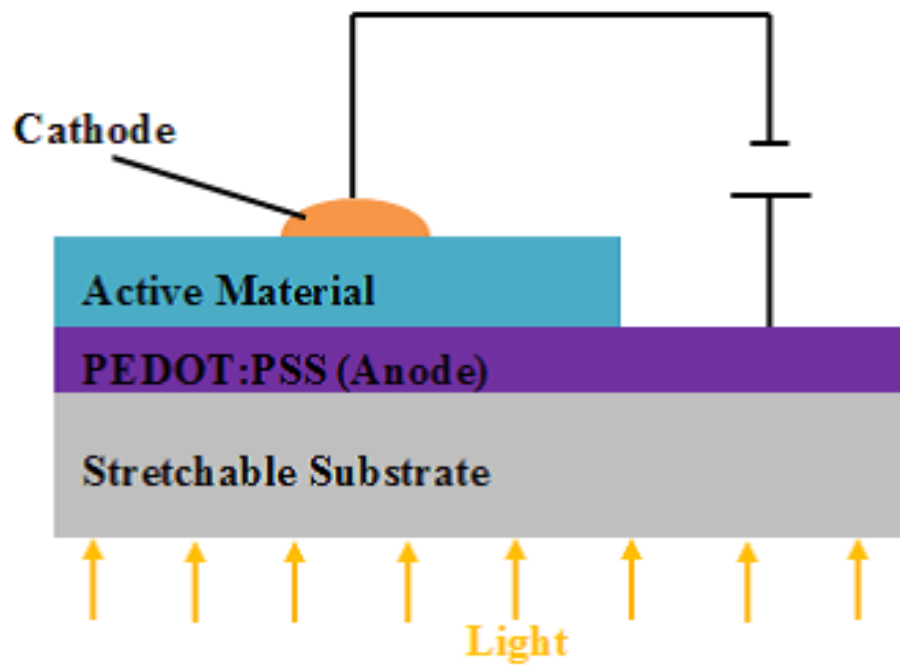 Cathode
Active Material
PEDOT:PSS (Anode)
Stretchable Substrate
Light